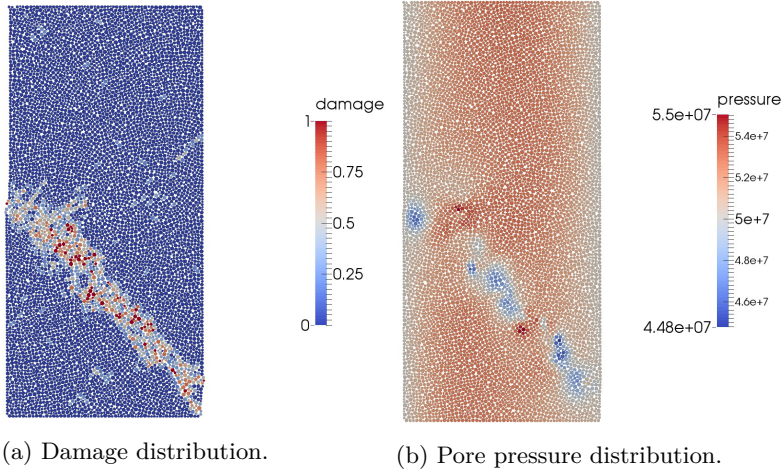 damage
1
0.75
0.5
0.25
0
pressure
5.5e+07
5.4e+7
5.2e+7
5e+7
4.8e+7
4.6e+7
4.48e+07
(a) Damage distribution.
(b) Pore pressure distribution.